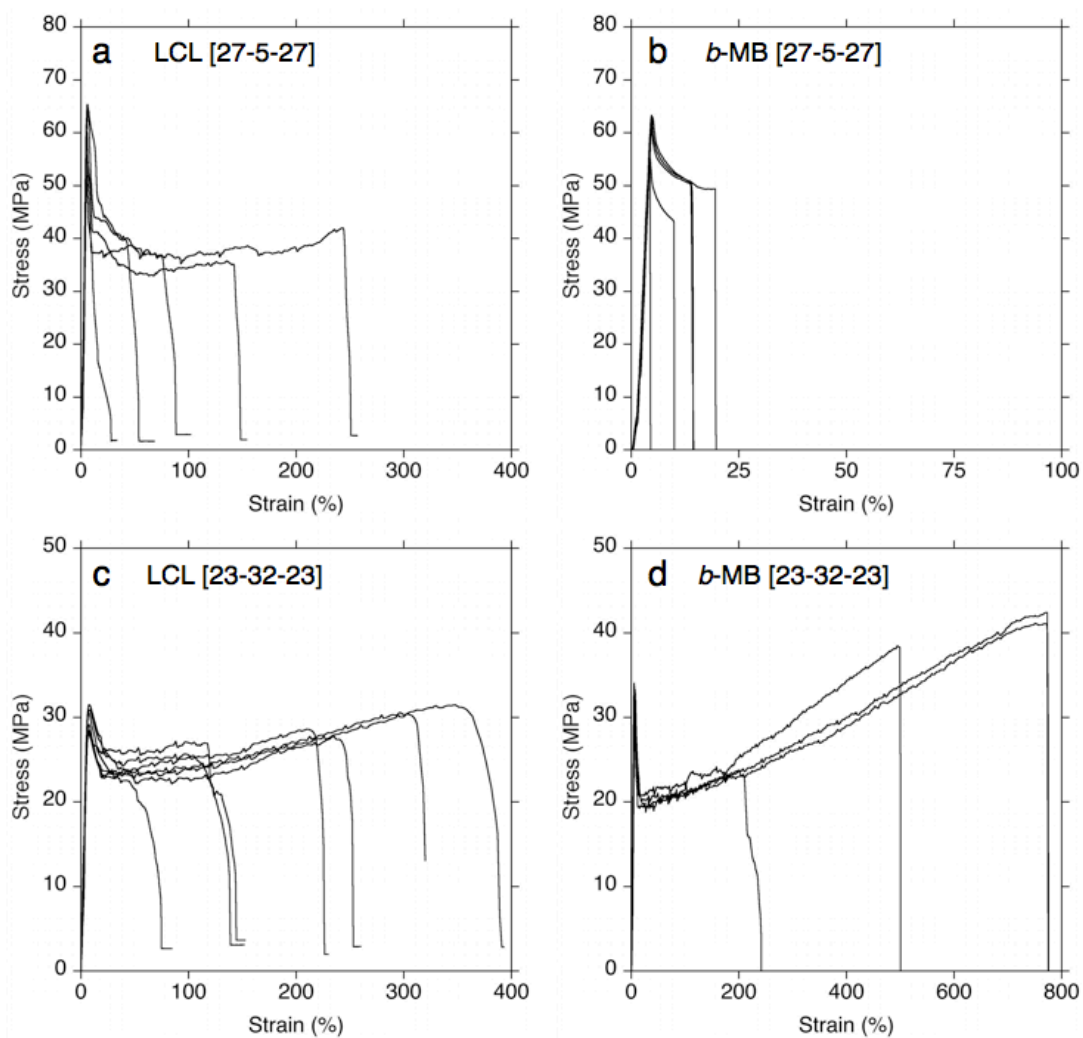 a LCL [27-5-27]
80
70
60
50
40
30
20
10
0
Stress (MPa)
0 100 200 300 400
Strain (%)
b b-MB [27-5-27]
80
70
60
50
40
30
20
10
0
Stress (MPa)
0 25 50 75 100
Strain (%)
c LCL [23-32-23]
50
40
30
20
10
0
Stress (MPa)
0 100 200 300 400
Strain (%)
d b-MB [23-32-23]
50
40
30
20
10
0
Stress (MPa)
0 200 400 600 800
Strain (%)